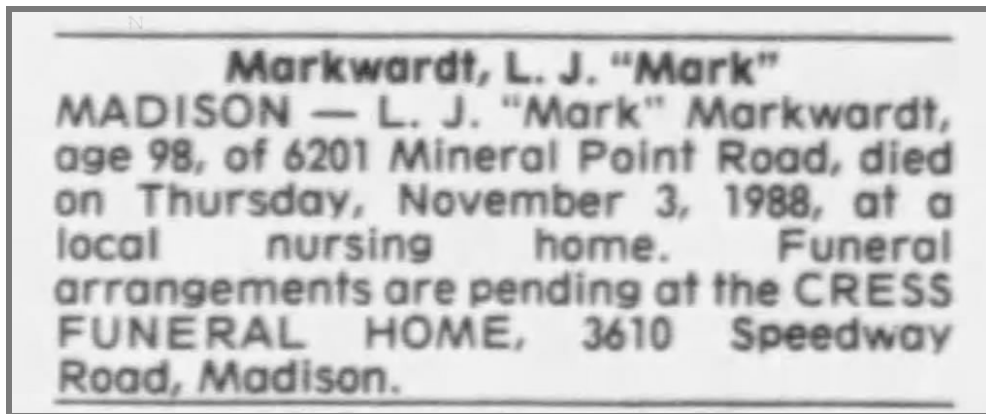 Markwardt, L. J. “Mark”
MADISON — L. J. “Mark” Markwardt,
age 98, of 6201 Mineral Point Road, died
on Thursday, November 3, 1988, at a
local nursing home. Funeral
arrangements are pending at the CRESS
FUNERAL HOME, 3610 Speedway
Road, Madison.